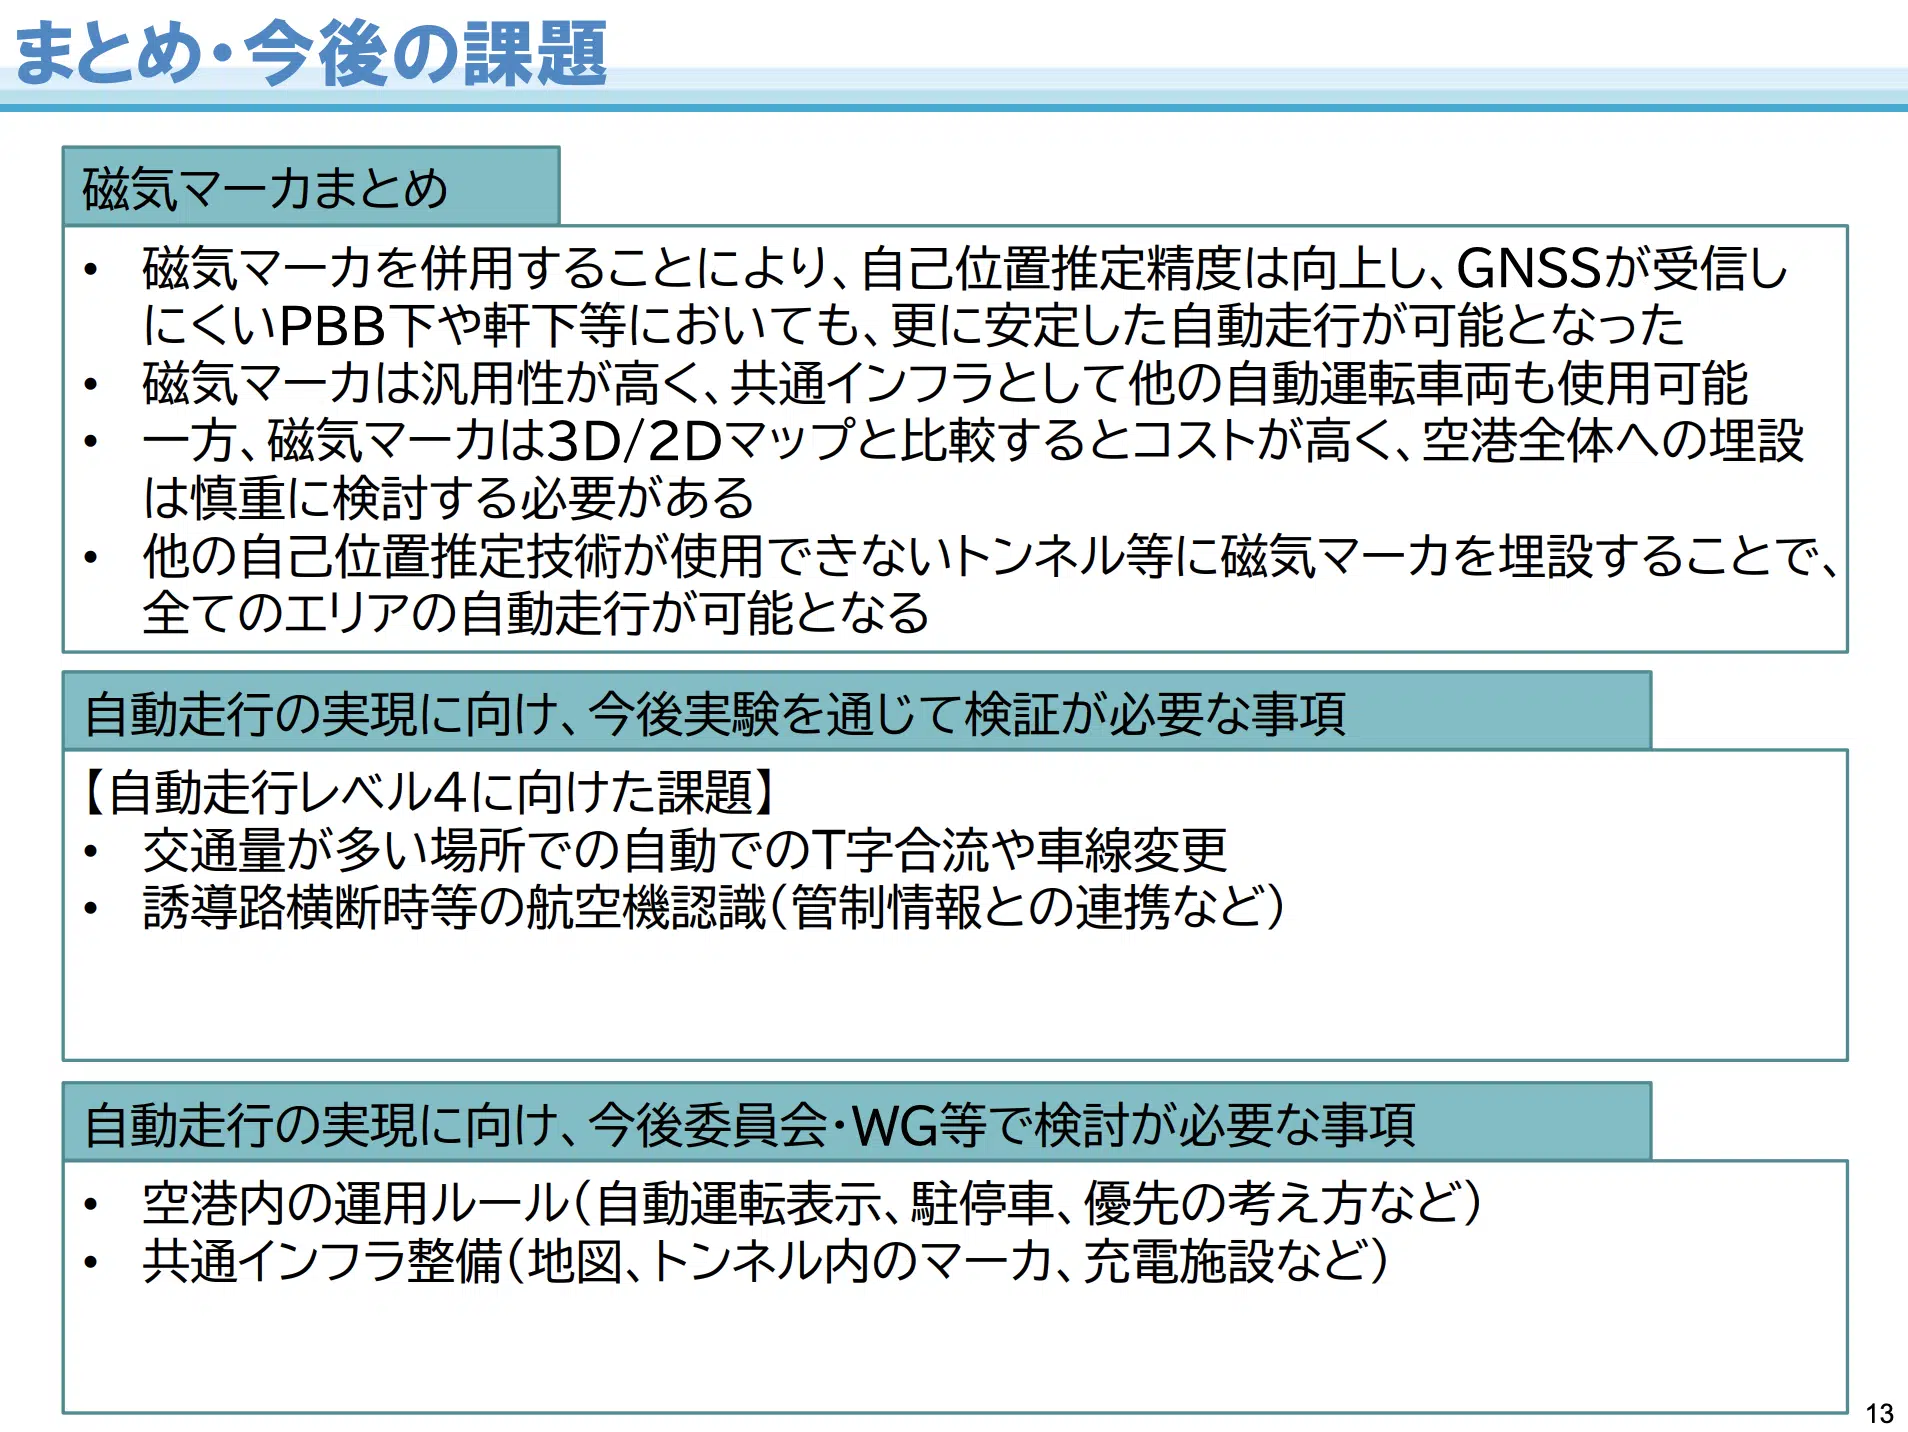 まとめ・今後の課題
磁気マーカまとめ
• 磁気マーカを併用することにより、自己位置推定精度は向上し、GNSSが受信し
にくいPBB下や軒下等においても、更に安定した自動走行が可能となった
• 磁気マーカは汎用性が高く、共通インフラとして他の自動運転車両も使用可能
• 一方、磁気マーカは3D/2Dマップと比較するとコストが高く、空港全体への埋設
は慎重に検討する必要がある
• 他の自己位置推定技術が使用できないトンネル等に磁気マーカを埋設することで、
全てのエリアの自動走行が可能となる
自動走行の実現に向け、今後実験を通じて検証が必要な事項
【自動走行レベル4に向けた課題】
• 交通量が多い場所での自動でのT字合流や車線変更
• 誘導路横断時等の航空機認識（管制情報との連携など）
自動走行の実現に向け、今後委員会・WG等で検討が必要な事項
• 空港内の運用ルール（自動運転表示、駐停車、優先の考え方など）
• 共通インフラ整備（地図、トンネル内のマーカ、充電施設など）
13